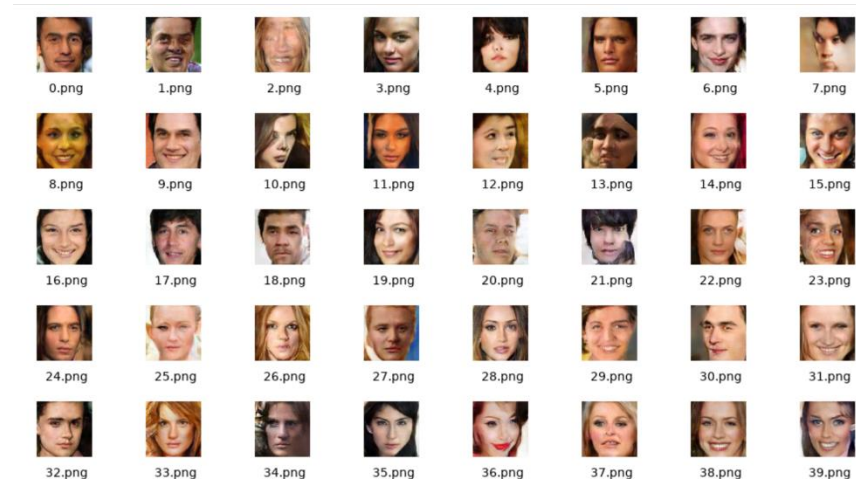 0.png 1.png 2.png 3.png 4.png 5.png 6.png 7.png
8.png 9.png 10.png 11.png 12.png 13.png 14.png 15.png
16.png 17.png 18.png 19.png 20.png 21.png 22.png 23.png
24.png 25.png 26.png 27.png 28.png 29.png 30.png 31.png
32.png 33.png 34.png 35.png 36.png 37.png 38.png 39.png